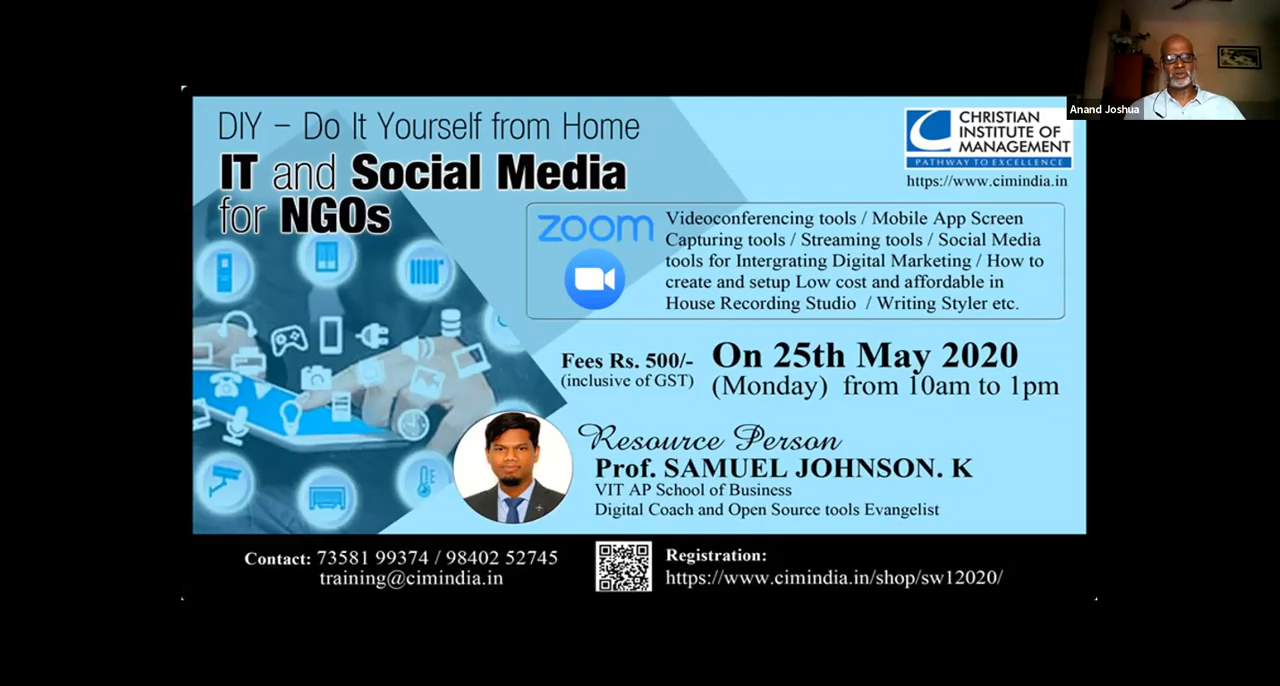 DIY – Do It Yourself from Home
IT and Social Media
for NGOs
Anand Joshua
CHRISTIAN
INSTITUTE OF
MANAGEMENT
PATHWAY TO EXCELLENCE
https://www.cimindia.in
zoom
Videoconferencing tools / Mobile App Screen
Capturing tools / Streaming tools / Social Media
tools for Intergrating Digital Marketing / How to
create and setup Low cost and affordable in
House Recording Studio / Writing Styler etc.
Fees Rs. 500/-
(inclusive of GST)
On 25th May 2020
(Monday) from 10am to 1pm
Resource Person
Prof. SAMUEL JOHNSON. K
VIT AP School of Business
Digital Coach and Open Source tools Evangelist
Contact: 73581 99374 / 98402 52745
training@cimindia.in
Registration:
https://www.cimindia.in/shop/sw12020/